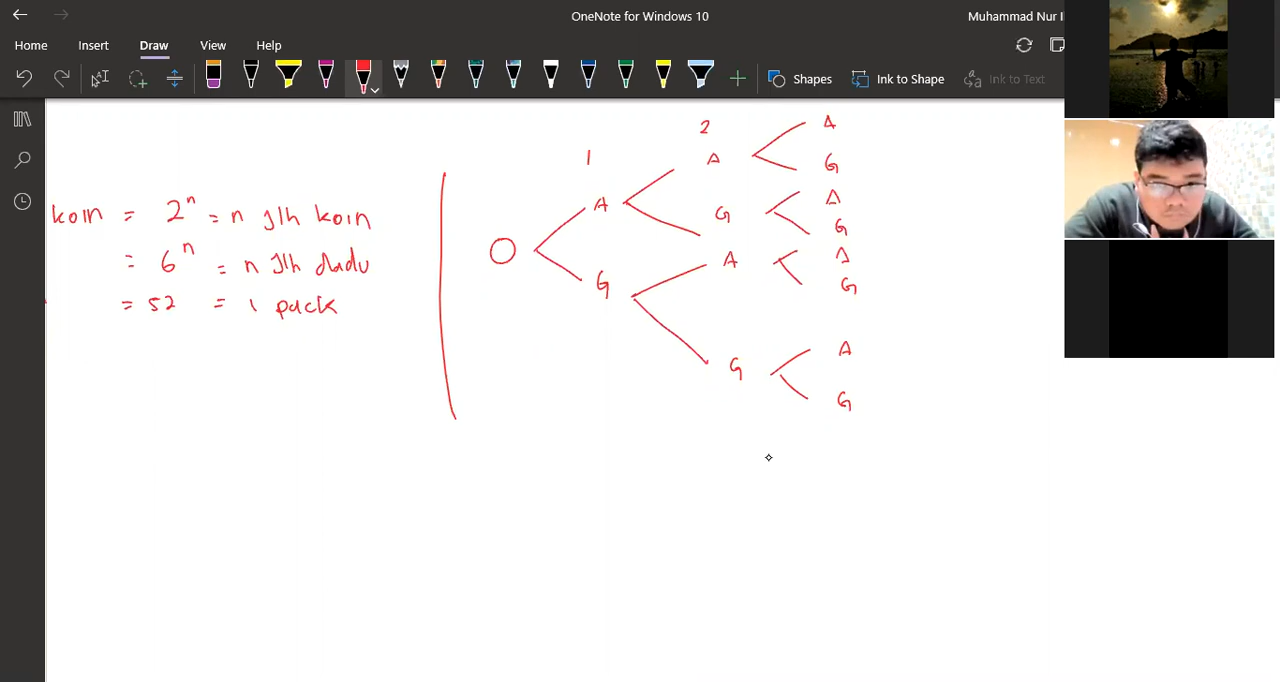 OneNote for Windows 10
Muhammad Nur I
Home Insert Draw View Help
Shapes Ink to Shape Ink to Text
koin = 2ⁿ = n Jlh koin
= 6ⁿ = n Jlh dadu
= 52 = 1 pack
1 2
A
A
G
A
A
G
G
O
A
A
G
G
A
G
G